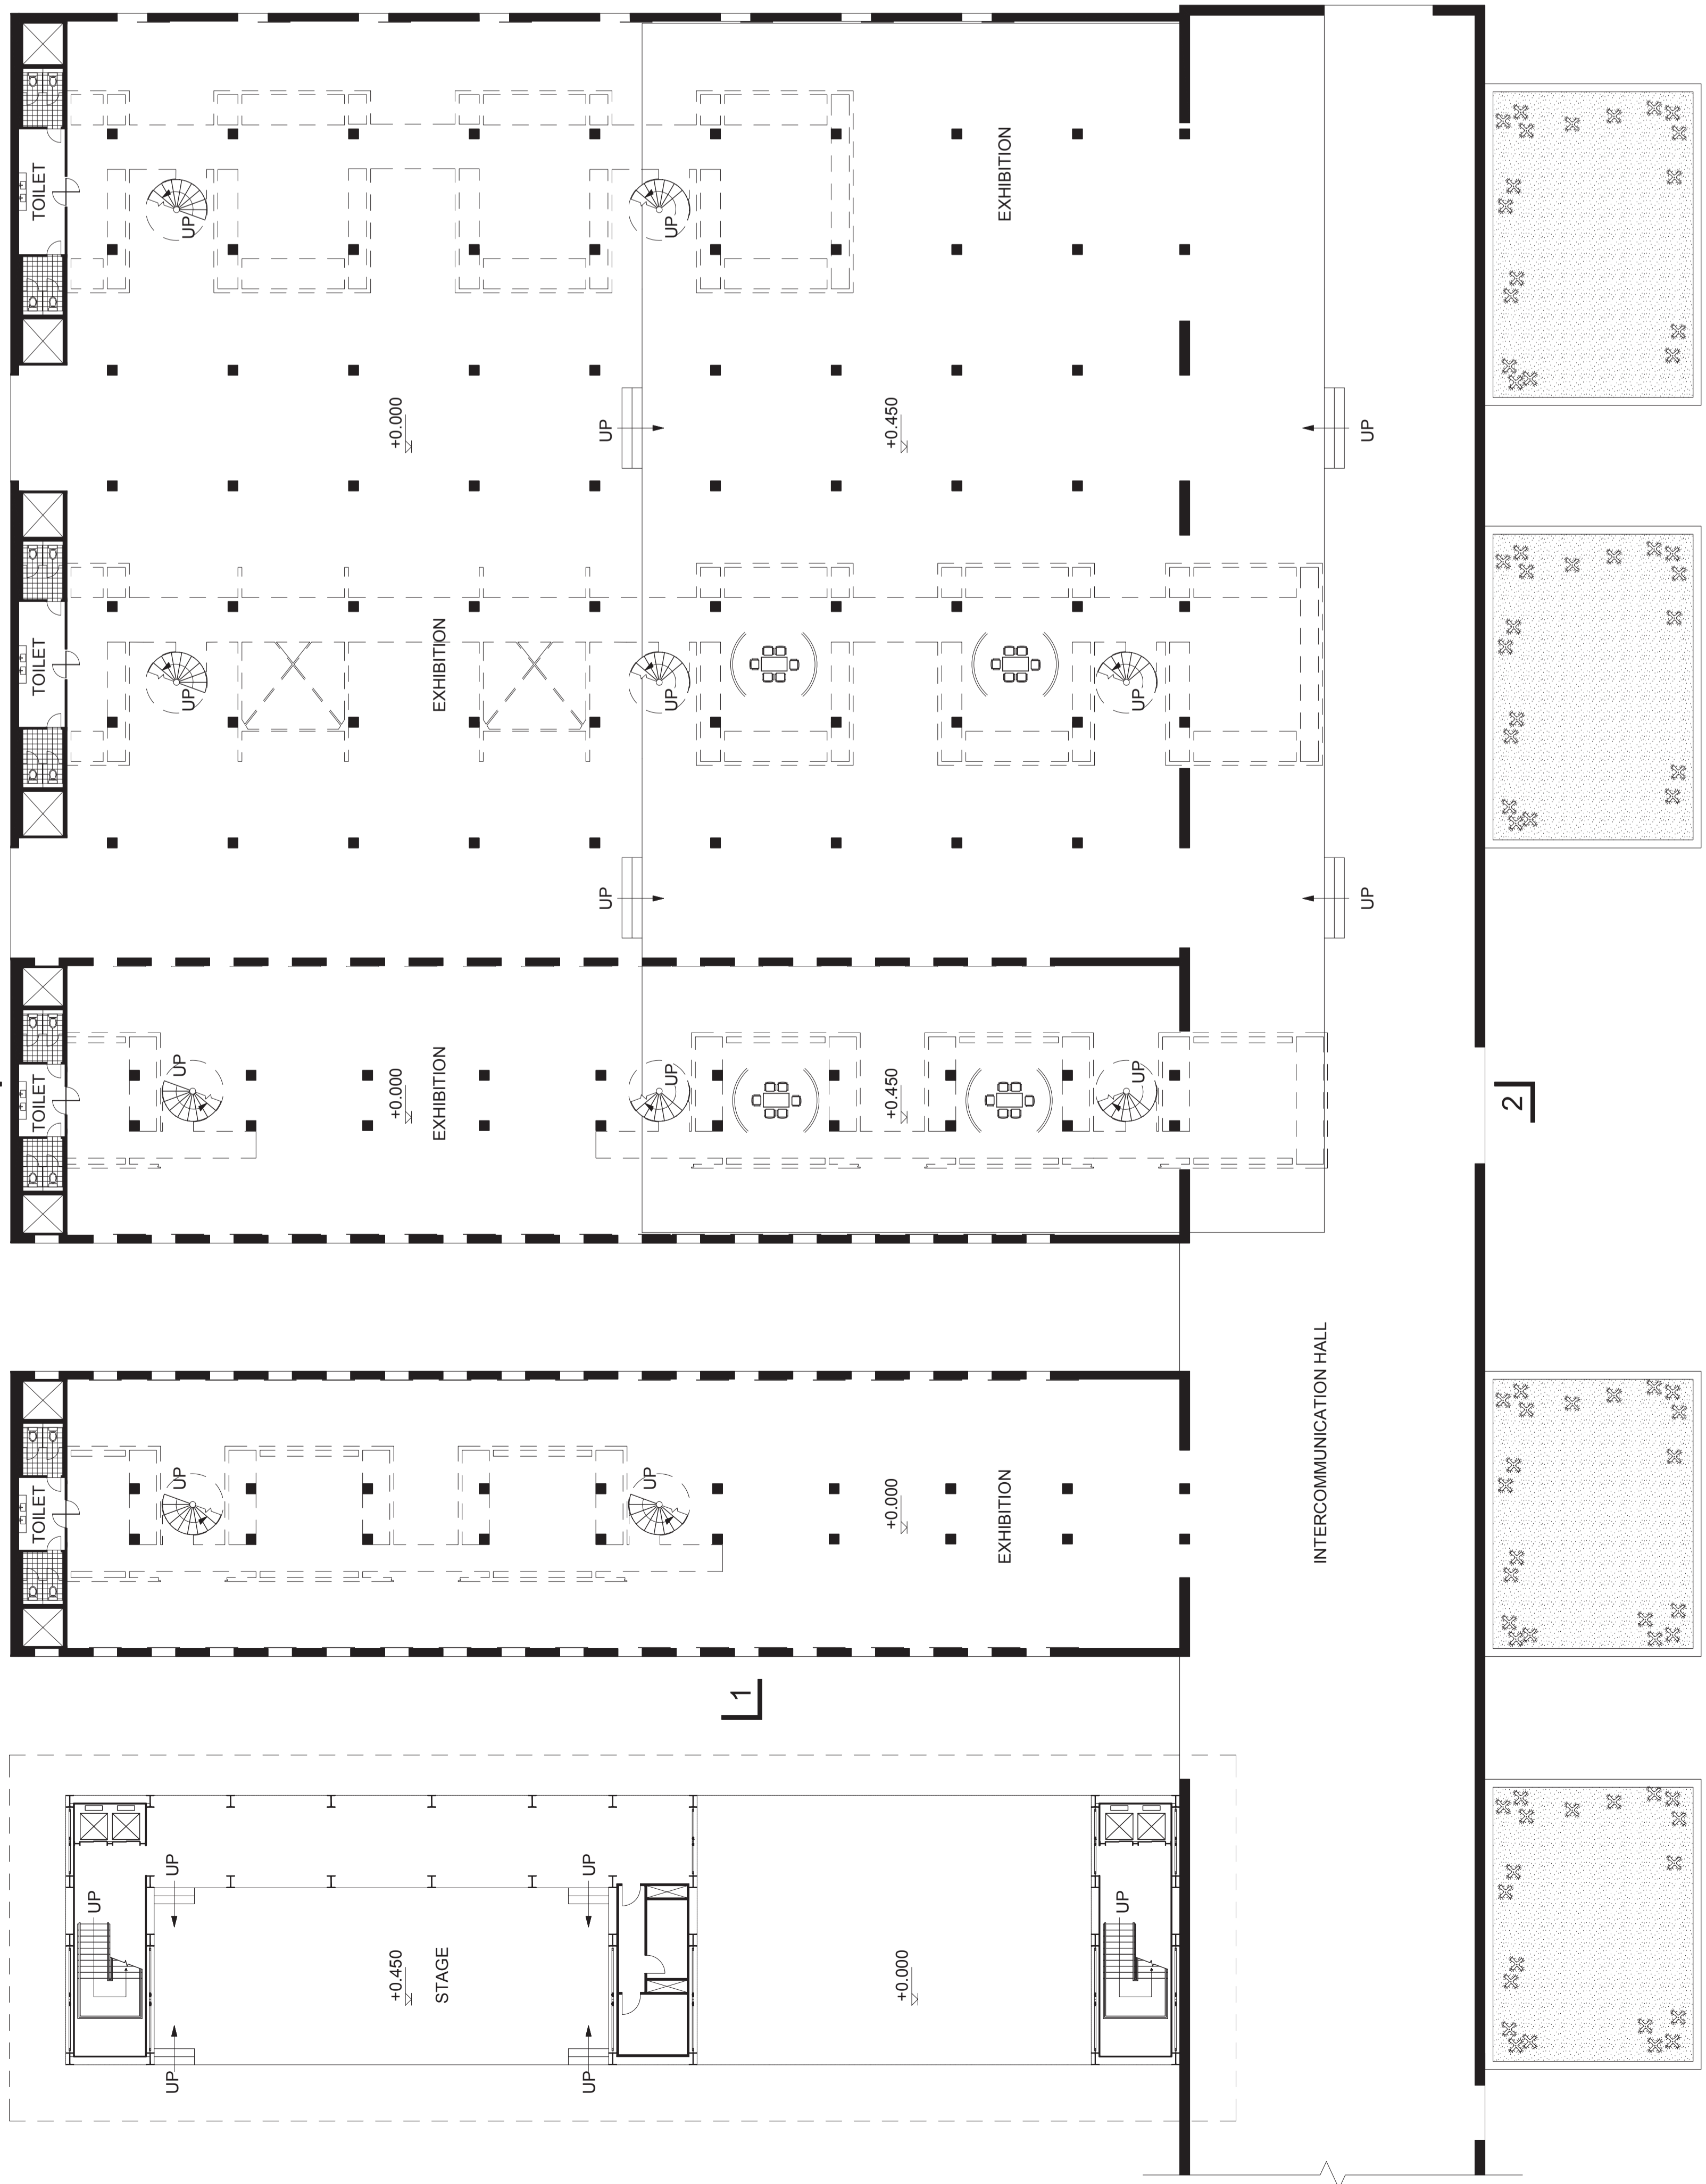 TOILET
TOILET
TOILET
TOILET
UP
UP
UP
UP
UP
UP
UP
+0.450
+0.000
+0.000
STAGE
EXHIBITION
EXHIBITION
UP
UP
UP
UP
UP
UP
UP
UP
1
+0.000
+0.000
+0.450
+0.450
EXHIBITION
EXHIBITION
UP
UP
UP
INTERCOMMUNICATION HALL
UP
UP
2